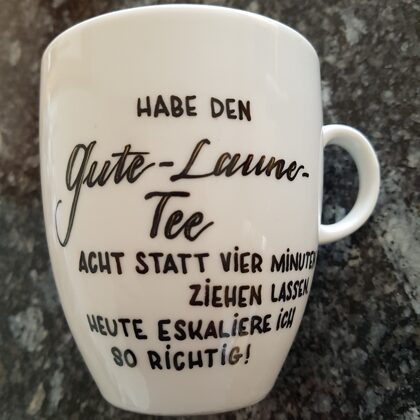 HABE DEN
Gute-Laune-
Tee
ACHT STATT VIER MINUTEN
ZIEHEN LASSEN
HEUTE ESKALIERE ICH
SO RICHTIG!